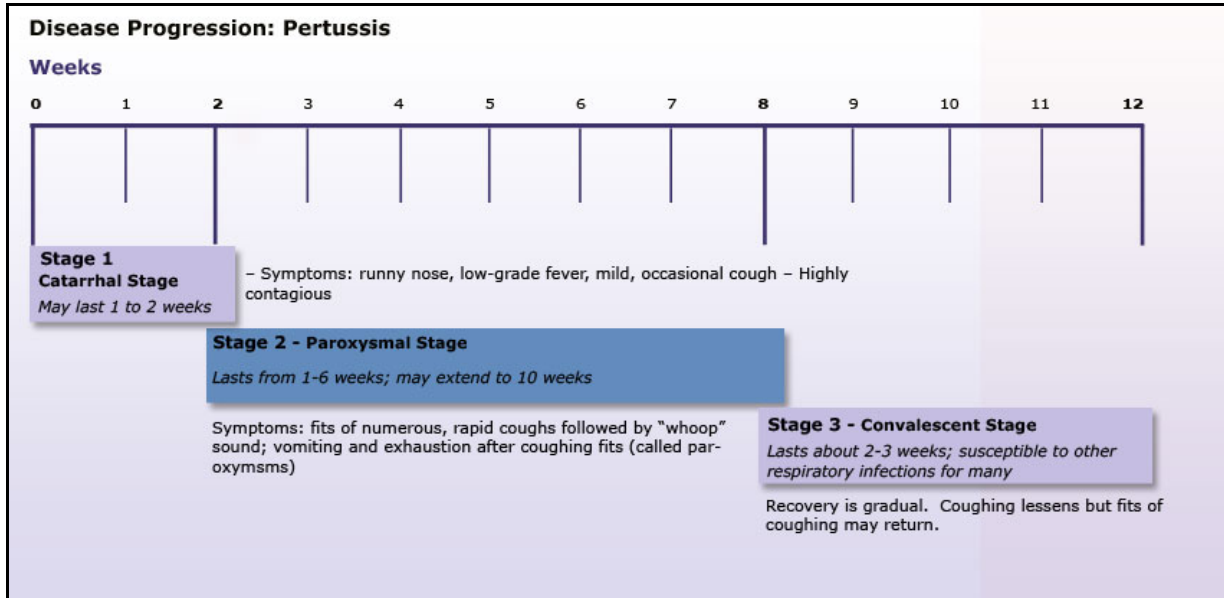 Disease Progression: Pertussis
Weeks
0 1 2 3 4 5 6 7 8 9 10 11 12
Stage 1
Catarrhal Stage
May last 1 to 2 weeks
– Symptoms: runny nose, low-grade fever, mild, occasional cough – Highly
contagious
Stage 2 - Paroxysmal Stage
Lasts from 1-6 weeks; may extend to 10 weeks
Symptoms: fits of numerous, rapid coughs followed by “whoop”
sound; vomiting and exhaustion after coughing fits (called par-
oxymsms)
Stage 3 - Convalescent Stage
Lasts about 2-3 weeks; susceptible to other
respiratory infections for many
Recovery is gradual.  Coughing lessens but fits of
coughing may return.